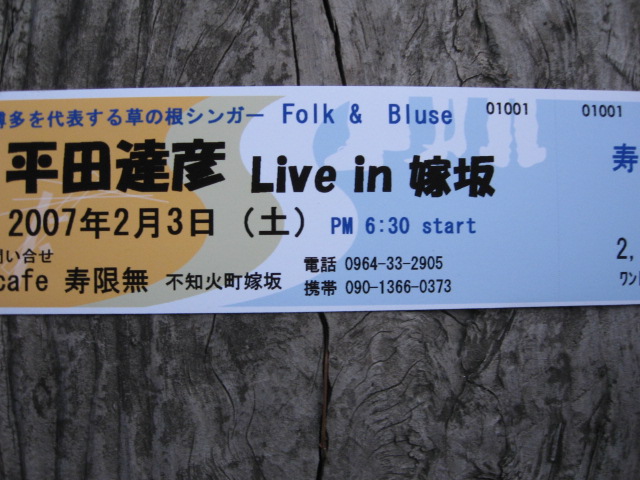 博多を代表する草の根シンガー Folk & Bluse 01001 01001
平田達彦 Live in 嫁坂 寿
2007年2月3日（土） PM 6:30 start
い合せ 電話 0964-33-2905 2,
cafe 寿限無 不知火町嫁坂 携帯 090-1366-0373 ワン